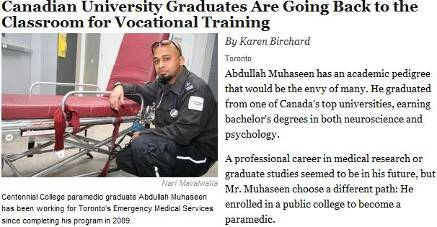 Canadian University Graduates Are Going Back to the
Classroom for Vocational Training
Nari Mavalwalla
Centennial College paramedic graduate Abdullah Muhaseen
has been working for Toronto's Emergency Medical Services
since completing his program in 2009.
By Karen Birchard
Toronto
Abdullah Muhaseen has an academic pedigree
that would be the envy of many. He graduated
from one of Canada's top universities, earning
bachelor's degrees in both neuroscience and
psychology.
A professional career in medical research or
graduate studies seemed to be in his future, but
Mr. Muhaseen choose a different path: He
enrolled in a public college to become a
paramedic.